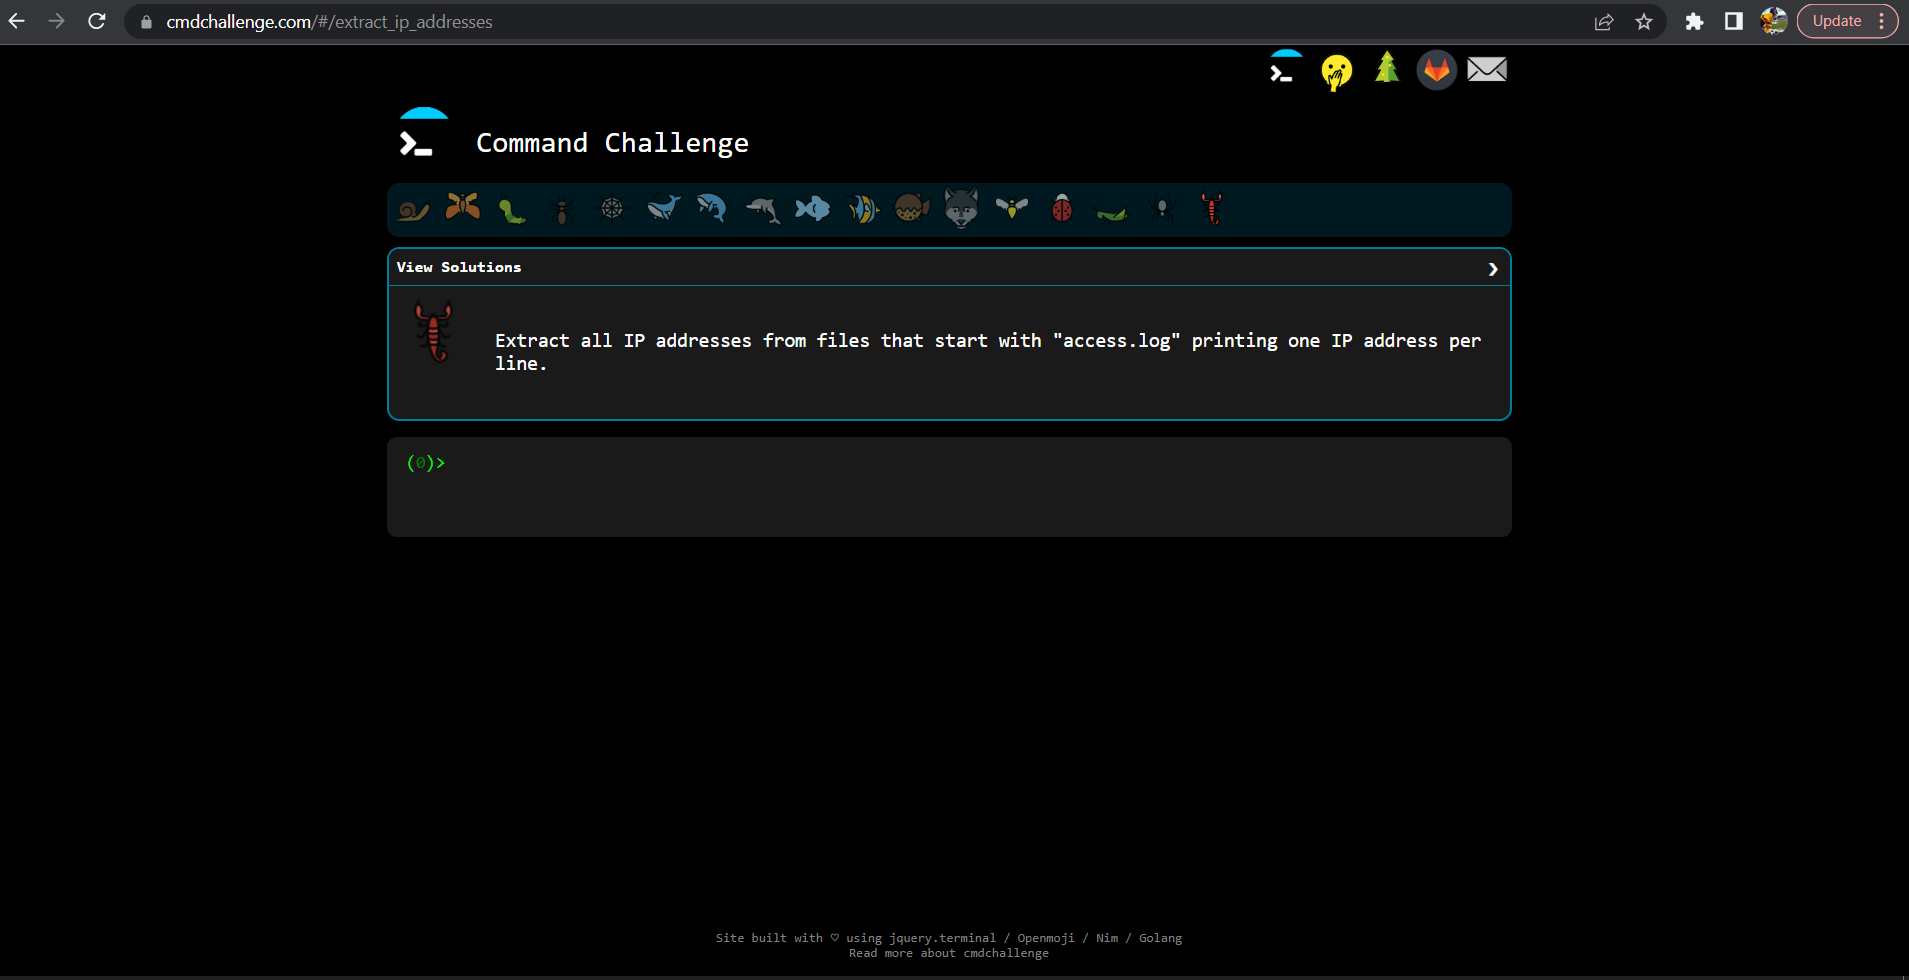 cmdchallenge.com/#/extract_ip_addresses
Update
Command Challenge
View Solutions
Extract all IP addresses from files that start with "access.log" printing one IP address per
line.
(0)>
Site built with ♡ using jquery.terminal / Openmoji / Nim / Golang
Read more about cmdchallenge